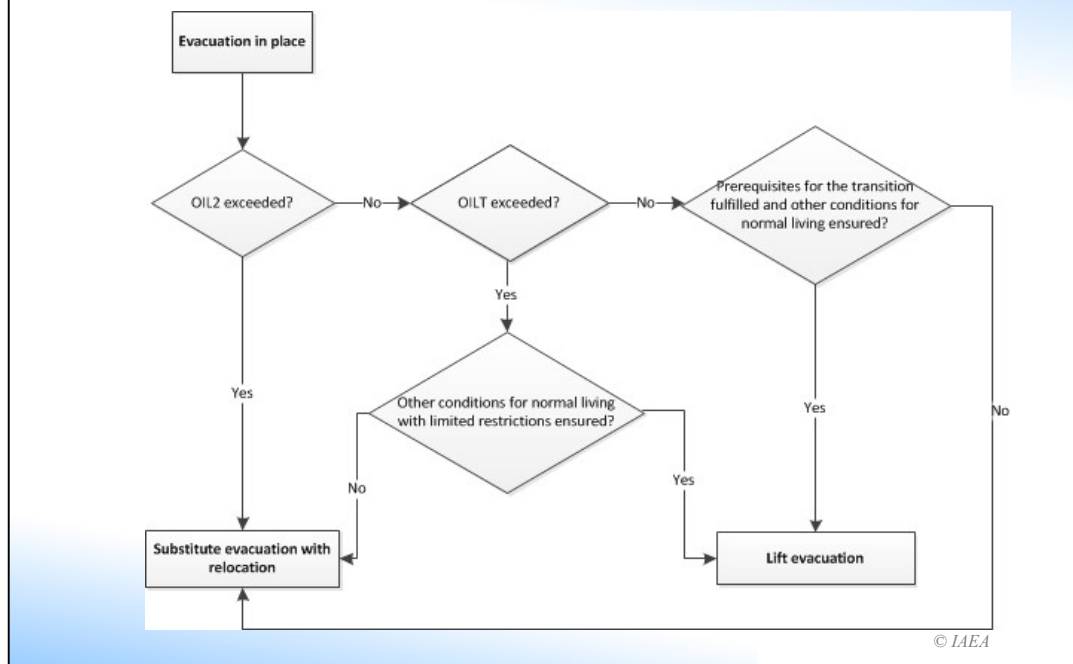 Evacuation in place
OIL2 exceeded?
No
OILT exceeded?
No
Prerequisites for the transition
fulfilled and other conditions for
normal living ensured?
Yes
Yes
Other conditions for normal living
with limited restrictions ensured?
Yes
No
No
Yes
Substitute evacuation with
relocation
Lift evacuation
© IAEA